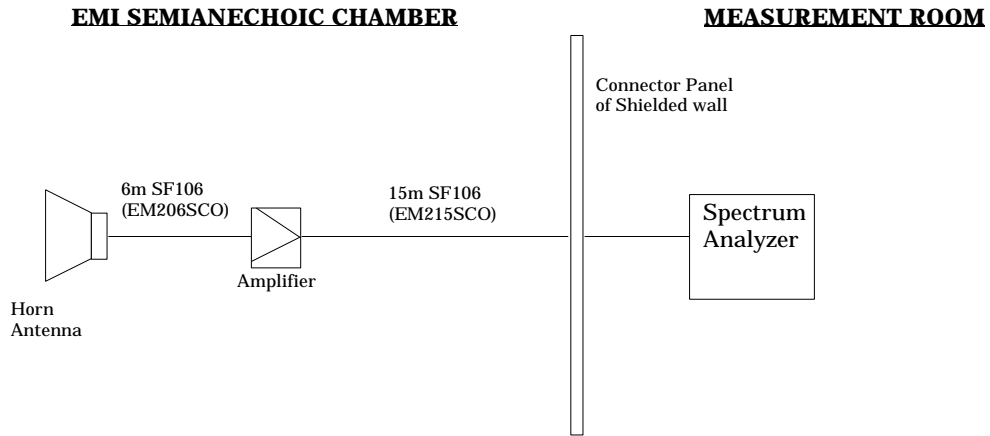 EMI SEMIANECHOIC CHAMBER
MEASUREMENT ROOM
Connector Panel
of Shielded wall
6m SF106
(EM206SCO)
15m SF106
(EM215SCO)
Spectrum
Analyzer
Amplifier
Horn
Antenna